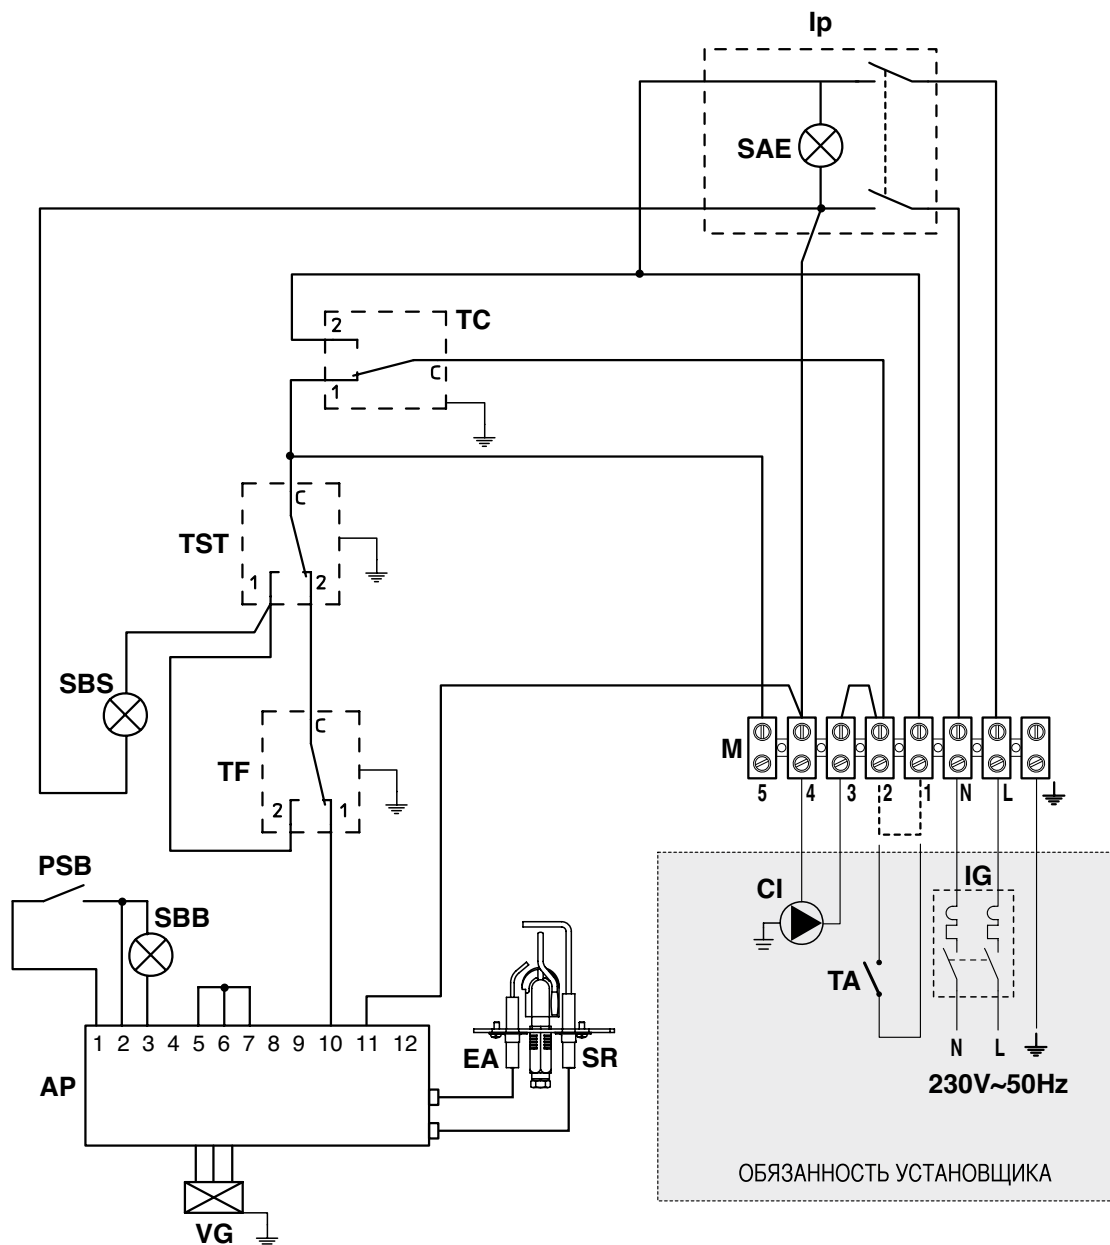 Ip
SAE
2
TC
1
C
C
TST
1
2
SBS
C
TF
2
1
M
5
4
3
2
1
N
L
PSB
SBB
CI
IG
TA
1 2 3 4 5 6 7 8 9 10 11 12
AP
EA
SR
N
L
230V~50Hz
VG
ОБЯЗАННОСТЬ УСТАНОВЩИКА